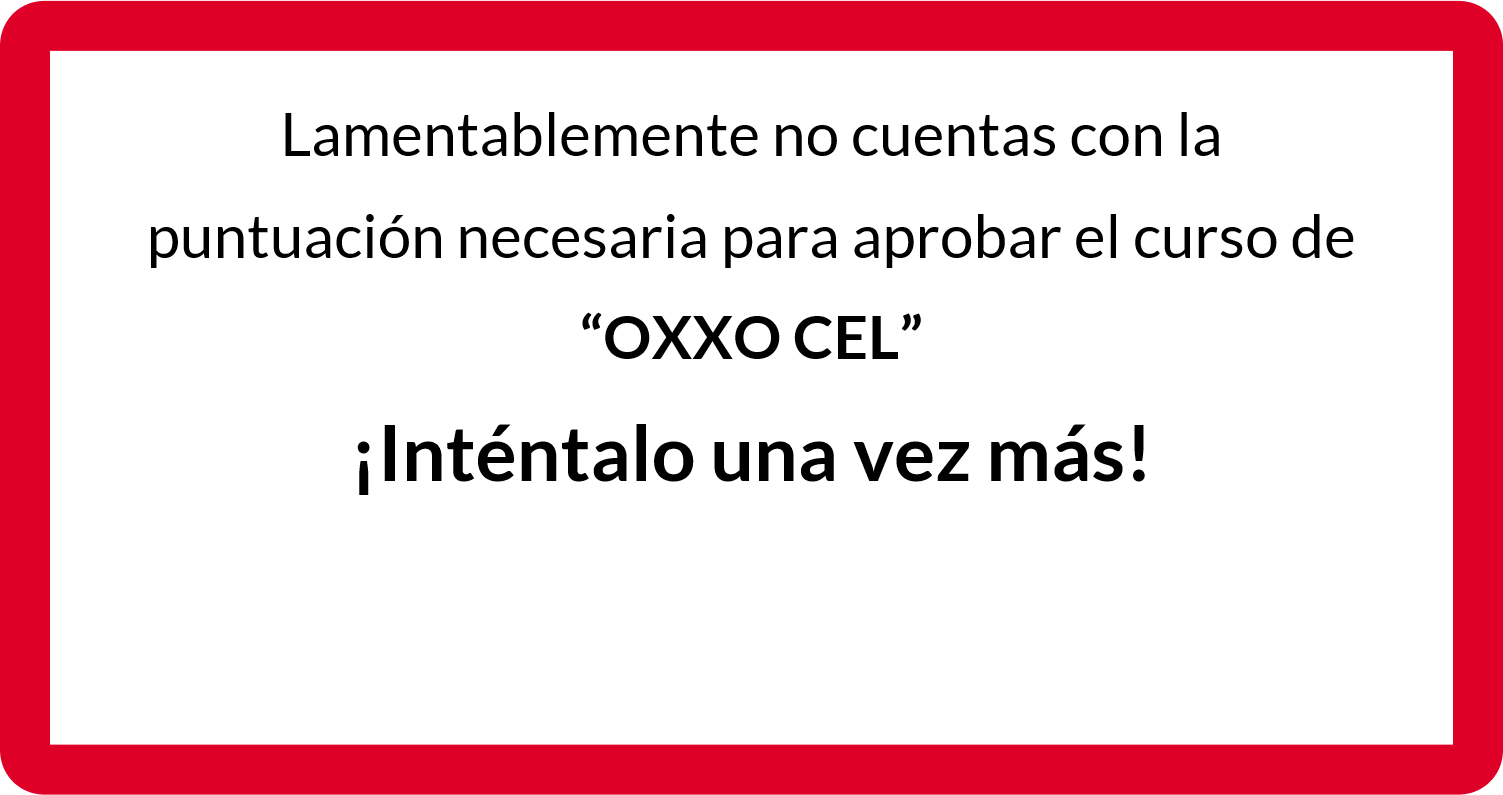 Lamentablemente no cuentas con la
puntuación necesaria para aprobar el curso de
“OXXO CEL”
¡Inténtalo una vez más!